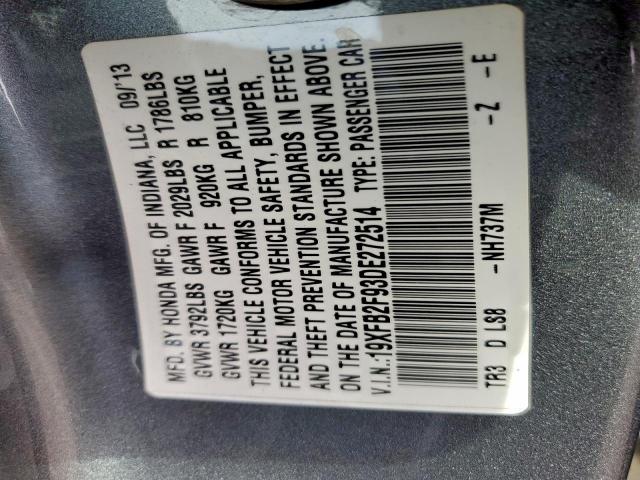 MFD. BY HONDA MFG. OF INDIANA, LLC 09/'13
GVWR 3792LBS GAWR F 2029LBS R 1786LBS
GVWR 1720KG GAWR F 920KG R 810KG
THIS VEHICLE CONFORMS TO ALL APPLICABLE
FEDERAL MOTOR VEHICLE SAFETY, BUMPER,
AND THEFT PREVENTION STANDARDS IN EFFECT
ON THE DATE OF MANUFACTURE SHOWN ABOVE.
V.I.N.:19XFB2F93DE272514 TYPE: PASSENGER CAR
TR3 D LS8 -NH737M -Z -E